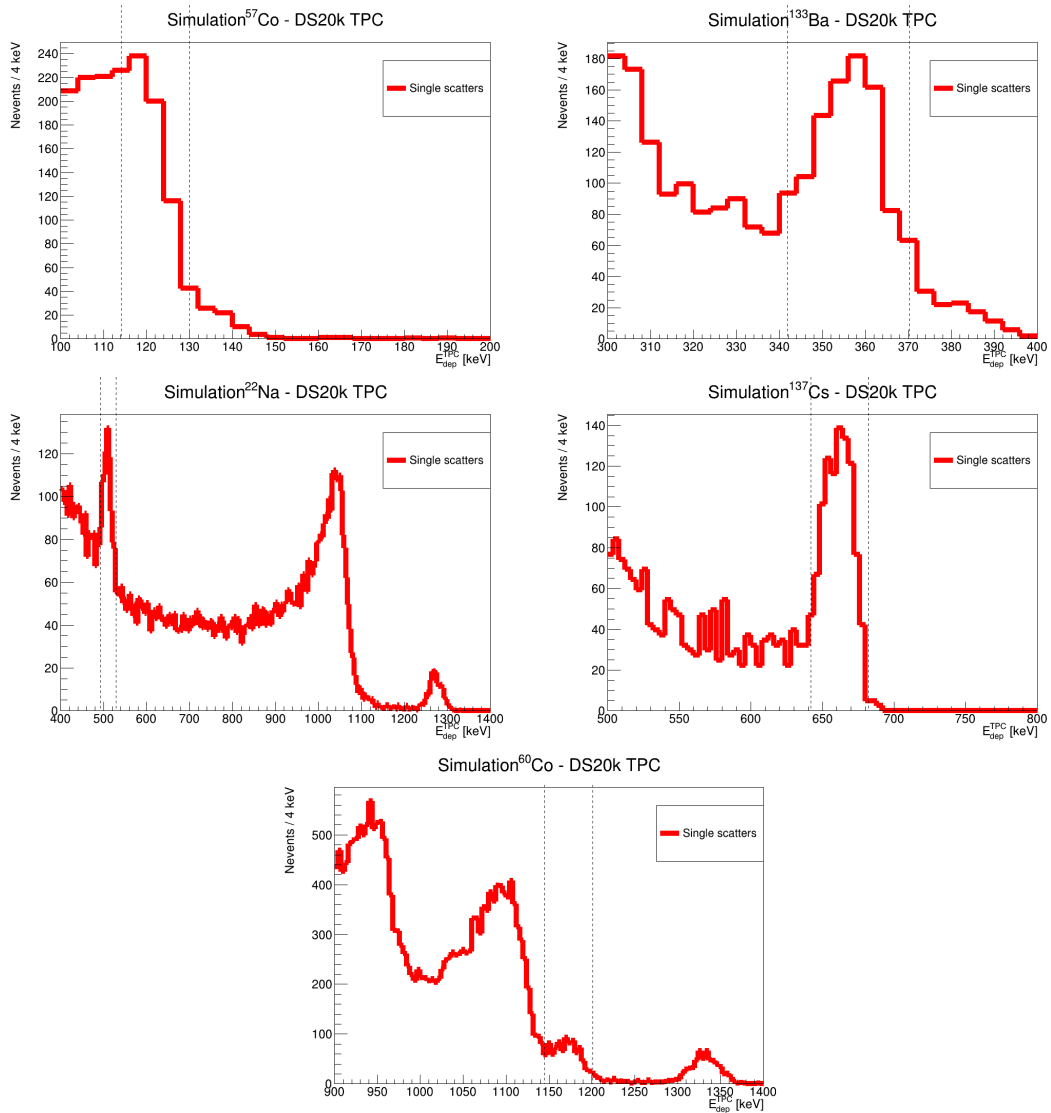 Simulation⁵⁷Co - DS20k TPC
Nevents / 4 keV
240
220
200
180
160
140
120
100
80
60
40
20
0
Single scatters
100 110 120 130 140 150 160 170 180 190 200
E_dep^TPC [keV]
Simulation¹³³Ba - DS20k TPC
Nevents / 4 keV
180
160
140
120
100
80
60
40
20
0
Single scatters
300 310 320 330 340 350 360 370 380 390 400
E_dep^TPC [keV]
Simulation²²Na - DS20k TPC
Nevents / 4 keV
120
100
80
60
40
20
0
Single scatters
400 500 600 700 800 900 1000 1100 1200 1300 1400
E_dep^TPC [keV]
Simulation¹³⁷Cs - DS20k TPC
Nevents / 4 keV
140
120
100
80
60
40
20
0
Single scatters
500 550 600 650 700 750 800
E_dep^TPC [keV]
Simulation⁶⁰Co - DS20k TPC
Nevents / 4 keV
500
400
300
200
100
0
Single scatters
900 950 1000 1050 1100 1150 1200 1250 1300 1350 1400
E_dep^TPC [keV]